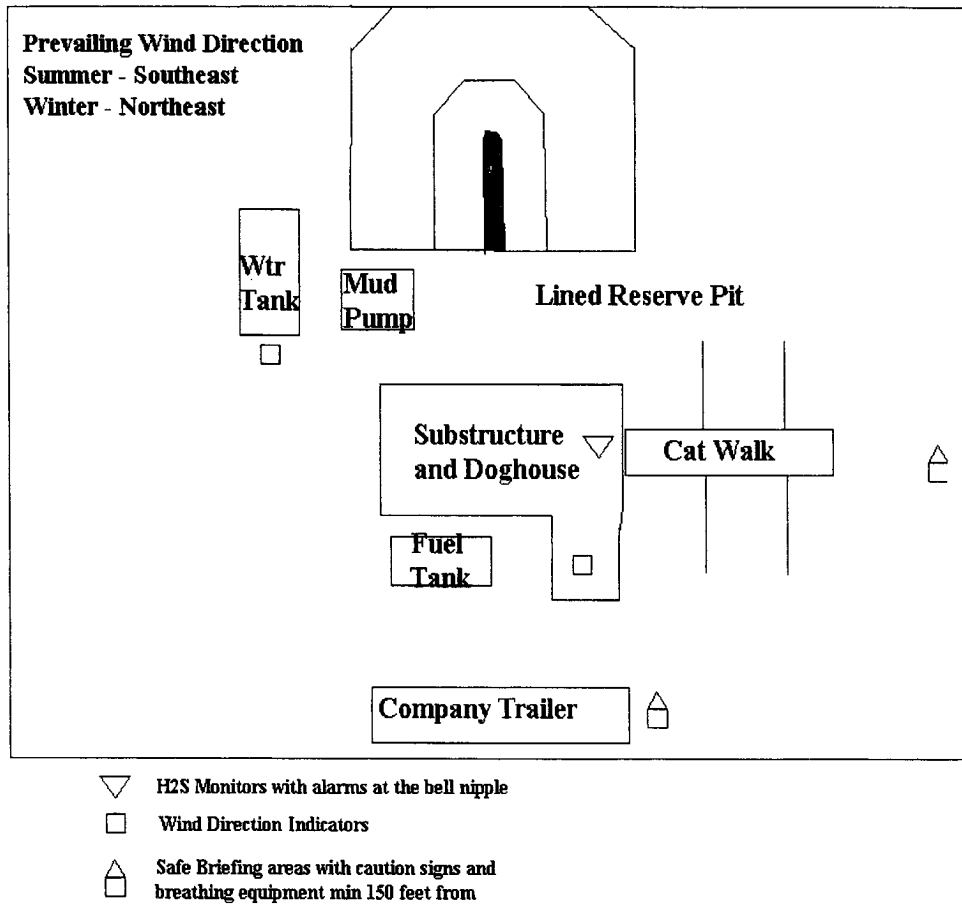 Prevailing Wind Direction
Summer - Southeast
Winter - Northeast
Wtr
Tank
Mud
Pump
Lined Reserve Pit
Substructure
and Doghouse
Cat Walk
Fuel
Tank
Company Trailer
H2S Monitors with alarms at the bell nipple
Wind Direction Indicators
Safe Briefing areas with caution signs and
breathing equipment min 150 feet from